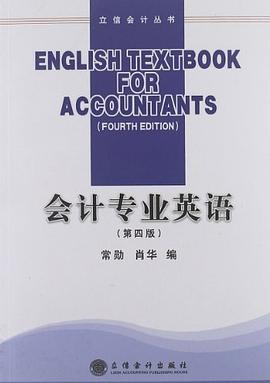 立信会计丛书
ENGLISH TEXTBOOK
FOR
ACCOUNTANTS
(FOURTH EDITION)
会计专业英语
(第四版)
常勋 肖华 编
立信会计出版社
LIXIN ACCOUNTING PUBLISHING HOUSE